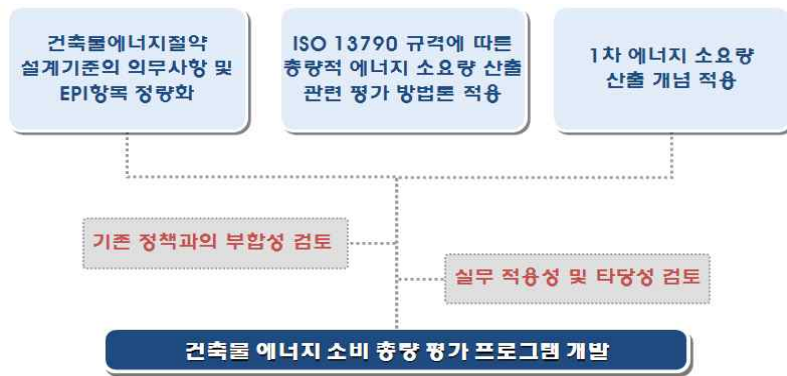 건축물에너지절약
설계기준의 의무사항 및
EPI항목 정량화
ISO 13790 규격에 따른
총량적 에너지 소요량 산출
관련 평가 방법론 적용
1차 에너지 소요량
산출 개념 적용
기존 정책과의 부합성 검토
실무 적용성 및 타당성 검토
건축물 에너지 소비 총량 평가 프로그램 개발